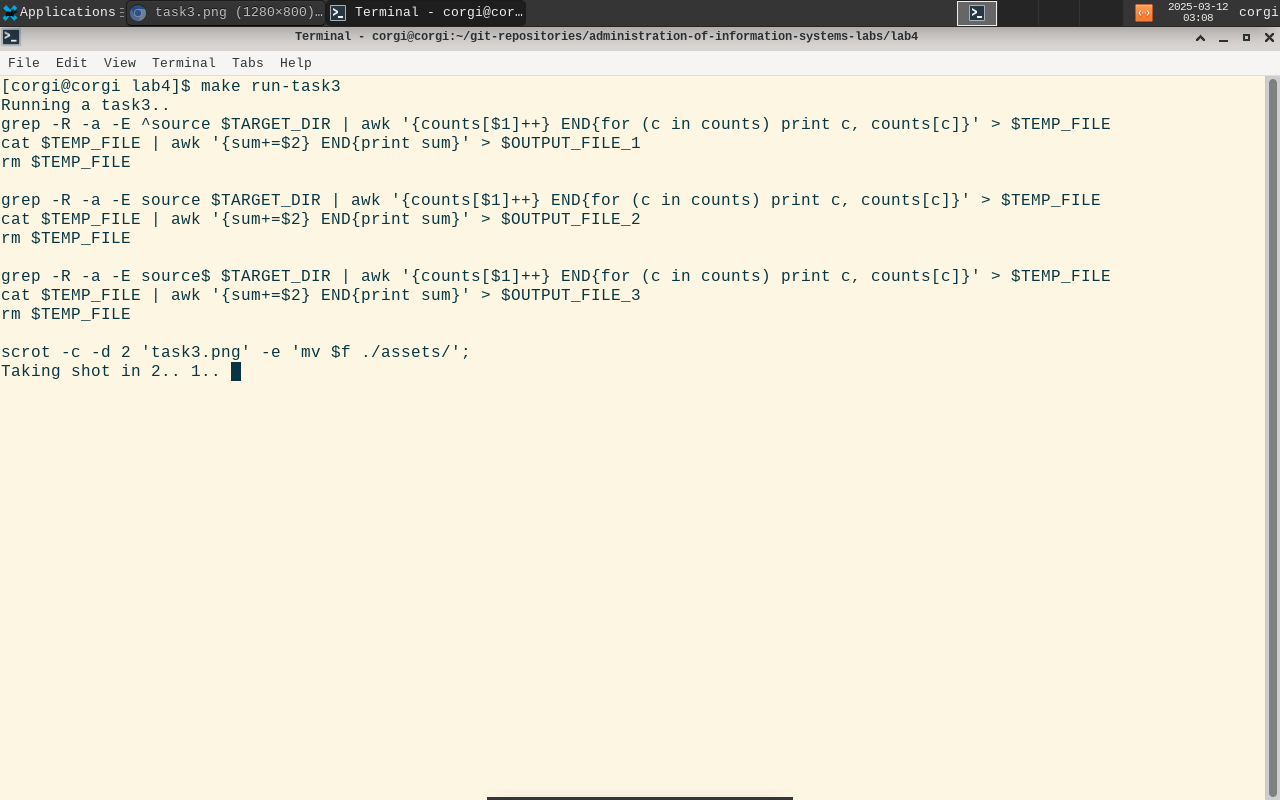 Applications task3.png (1280×800)… Terminal - corgi@cor… 2025-03-12 03:08 corgi
Terminal - corgi@corgi:~/git-repositories/administration-of-information-systems-labs/lab4
File Edit View Terminal Tabs Help
[corgi@corgi lab4]$ make run-task3
Running a task3..
grep -R -a -E ^source $TARGET_DIR | awk '{counts[$1]++} END{for (c in counts) print c, counts[c]}' > $TEMP_FILE
cat $TEMP_FILE | awk '{sum+=$2} END{print sum}' > $OUTPUT_FILE_1
rm $TEMP_FILE
grep -R -a -E source $TARGET_DIR | awk '{counts[$1]++} END{for (c in counts) print c, counts[c]}' > $TEMP_FILE
cat $TEMP_FILE | awk '{sum+=$2} END{print sum}' > $OUTPUT_FILE_2
rm $TEMP_FILE
grep -R -a -E source$ $TARGET_DIR | awk '{counts[$1]++} END{for (c in counts) print c, counts[c]}' > $TEMP_FILE
cat $TEMP_FILE | awk '{sum+=$2} END{print sum}' > $OUTPUT_FILE_3
rm $TEMP_FILE
scrot -c -d 2 'task3.png' -e 'mv $f ./assets/';
Taking shot in 2.. 1..